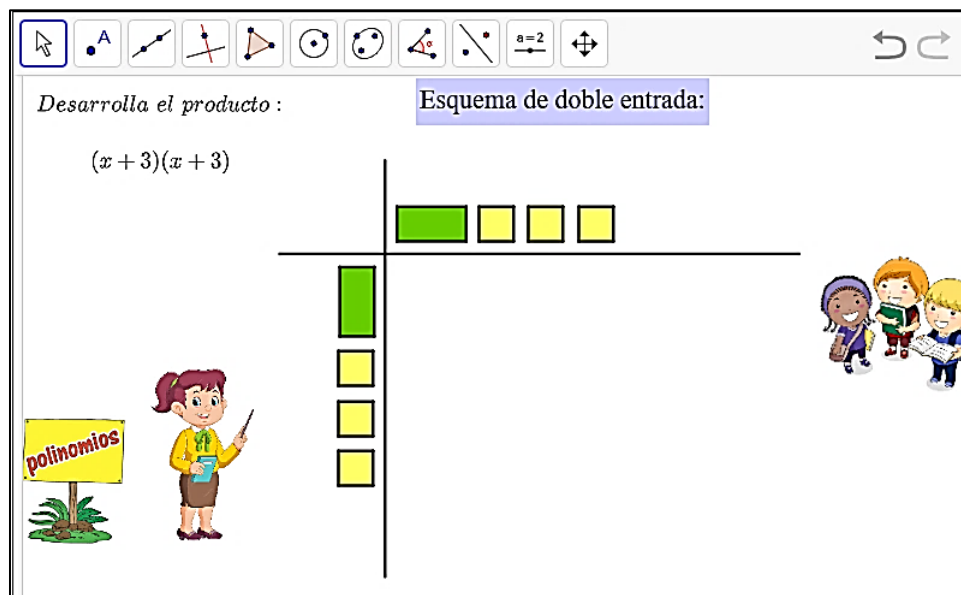 A
α
a=2
Desarrolla el producto :
Esquema de doble entrada:
(x + 3)(x + 3)
polinomios